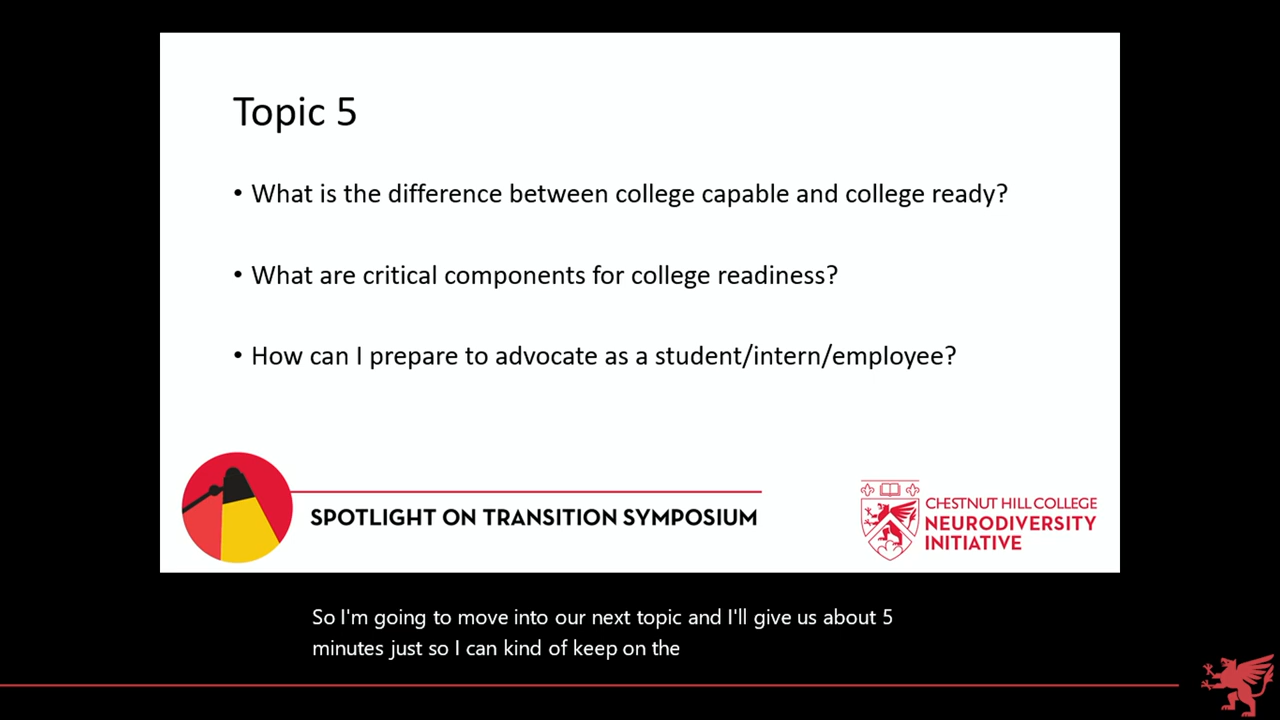 Topic 5
• What is the difference between college capable and college ready?
• What are critical components for college readiness?
• How can I prepare to advocate as a student/intern/employee?
SPOTLIGHT ON TRANSITION SYMPOSIUM
CHESTNUT HILL COLLEGE
NEURODIVERSITY
INITIATIVE
So I'm going to move into our next topic and I'll give us about 5
minutes just so I can kind of keep on the